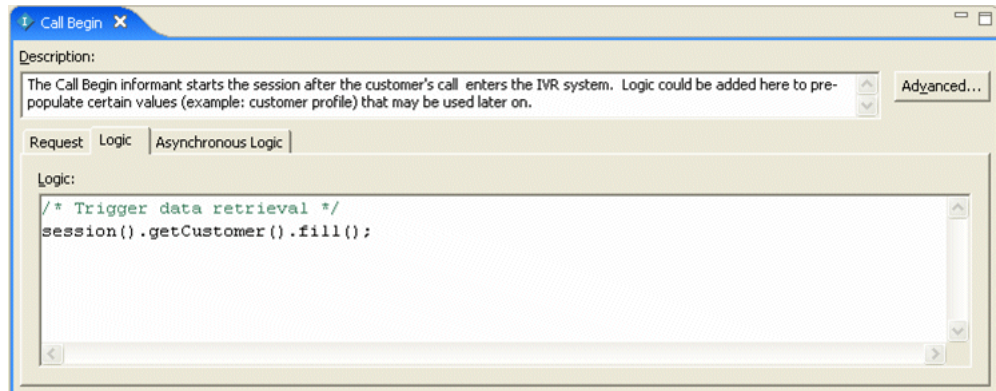 Call Begin
Description:
The Call Begin informant starts the session after the customer's call enters the IVR system. Logic could be added here to pre-
populate certain values (example: customer profile) that may be used later on.
Advanced...
Request Logic Asynchronous Logic
Logic:
/* Trigger data retrieval */
session().getCustomer().fill();